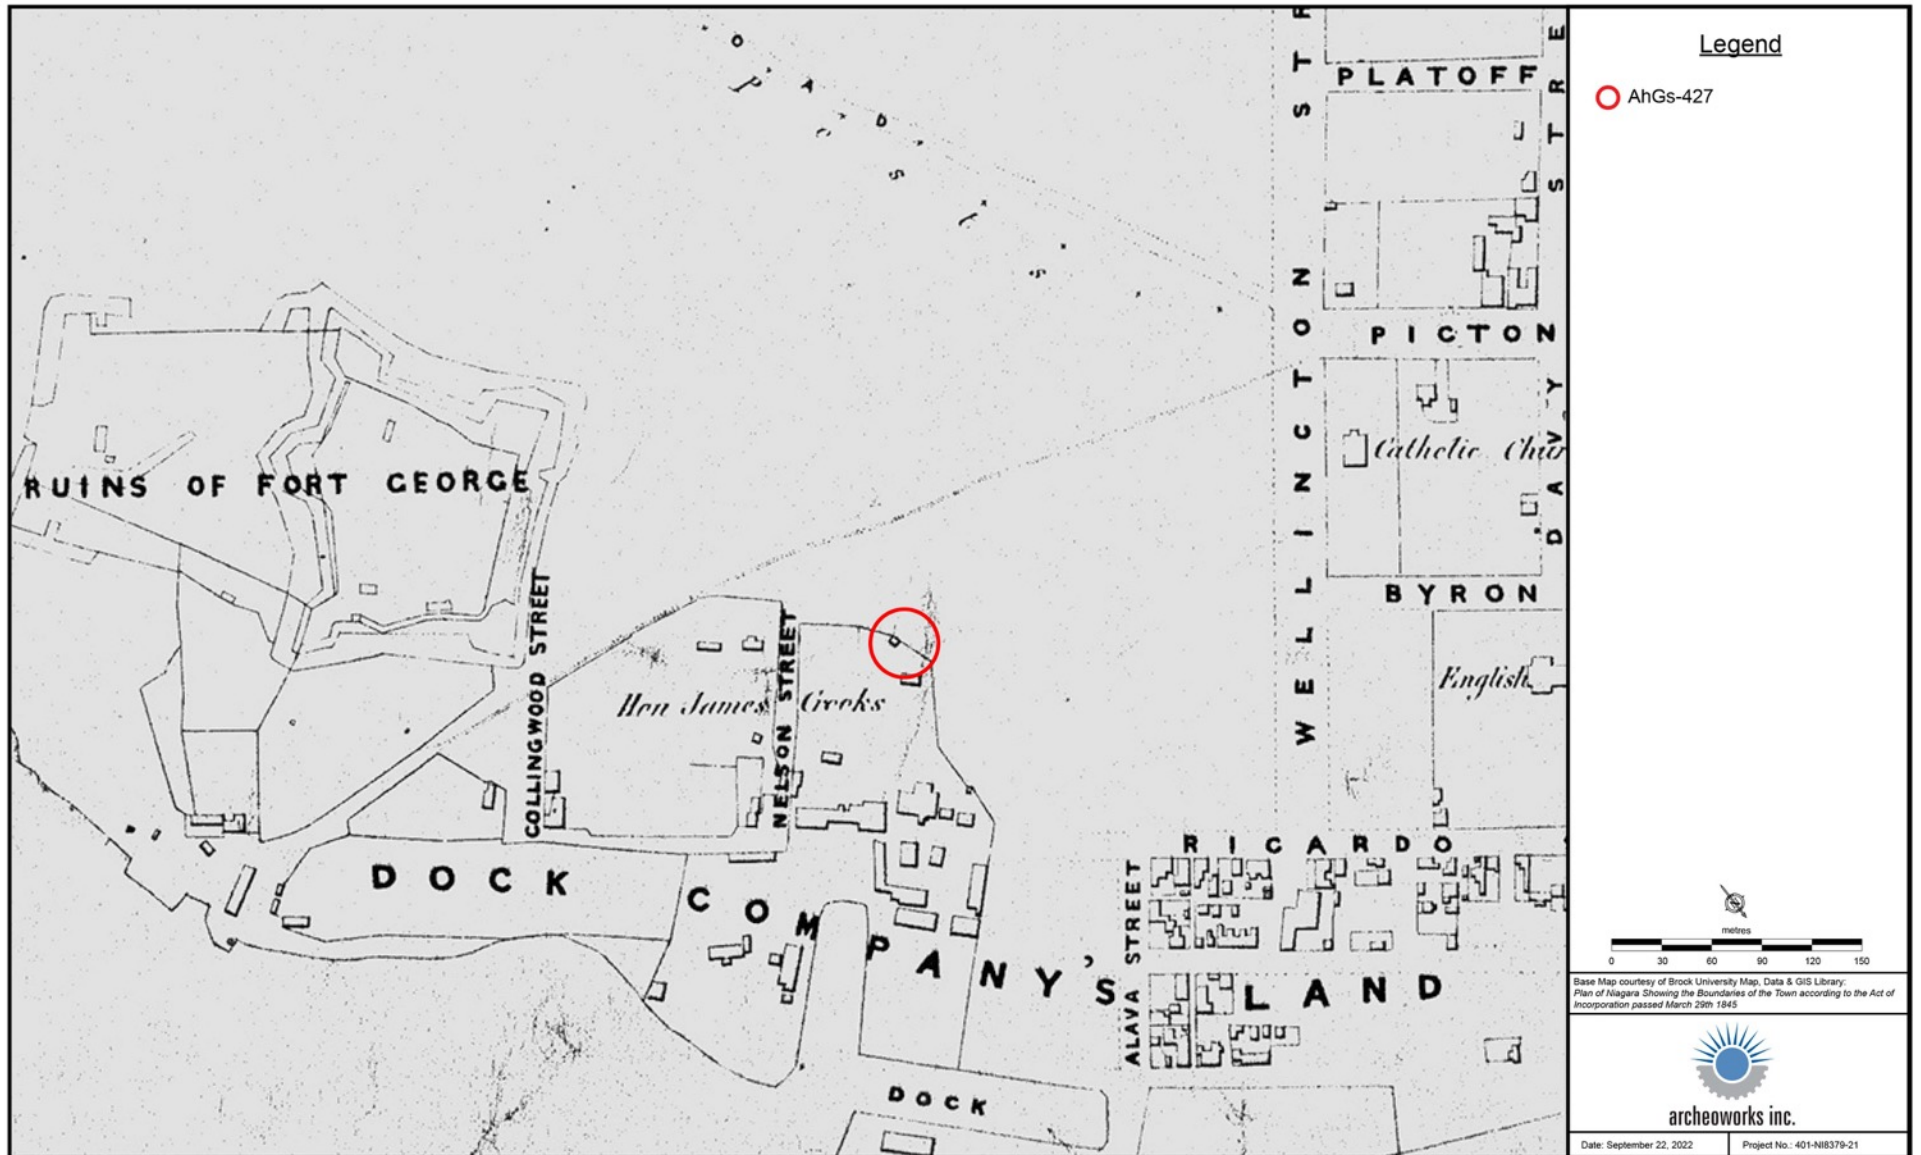 PLATOFF
PICTON
Catholic
BYRON
English
WELLINGTON STR
DAVY STRE
RUINS OF FORT GEORGE
COLLINGWOOD STREET
NELSON STREET
Hon James Crooks
RICARDO
ALAVA STREET
DOCK COMPANY'S LAND
DOCK
Legend
AhGs-427
metres
0 30 60 90 120 150
Base Map courtesy of Brock University Map, Data & GIS Library:
Plan of Niagara Showing the Boundaries of the Town according to the Act of
Incorporation passed March 29th 1845
archeoworks inc.
Date: September 22, 2022
Project No.: 401-NI8379-21